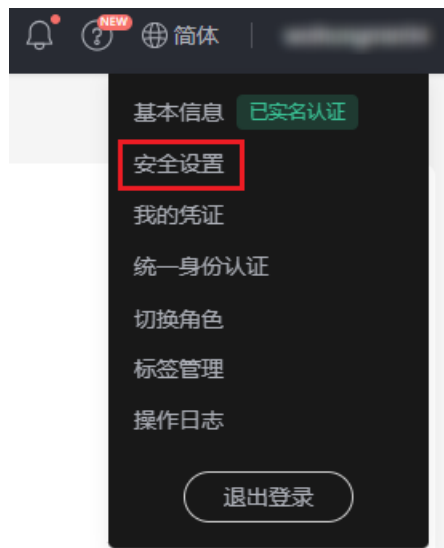 NEW
简体
基本信息 已实名认证
安全设置
我的凭证
统一身份认证
切换角色
标签管理
操作日志
退出登录